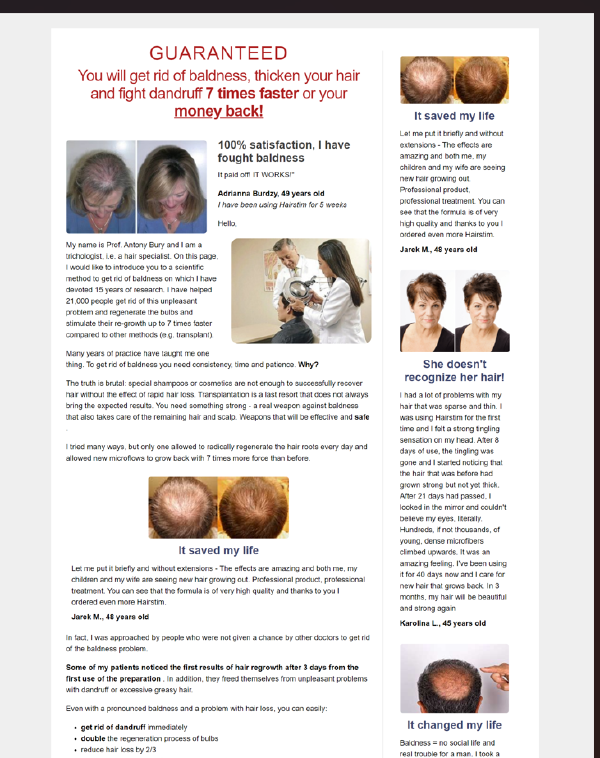 GUARANTEED
You will get rid of baldness, thicken your hair
and fight dandruff 7 times faster or your
money back!
100% satisfaction, I have
fought baldness
It paid off! IT WORKS!"
Adrianna Burdzy, 49 years old
I have been using Hairstim for 5 weeks
Hello,
My name is Prof. Antony Bury and I am a
trichologist, i.e. a hair specialist. On this page,
I would like to introduce you to a scientific
method to get rid of baldness on which I have
devoted 15 years of research. I have helped
21,000 people get rid of this unpleasant
problem and regenerate the bulbs and
stimulate their re-growth up to 7 times faster
compared to other methods (e.g. transplant).
Many years of practice have taught me one
thing. To get rid of baldness you need consistency, time and patience. Why?
The truth is brutal: special shampoos or cosmetics are not enough to successfully recover
hair without the effect of rapid hair loss. Transplantation is a last resort that does not always
bring the expected results. You need something strong - a real weapon against baldness
that also takes care of the remaining hair and scalp. Weapons that will be effective and safe
.
I tried many ways, but only one allowed to radically regenerate the hair roots every day and
allowed new microflows to grow back with 7 times more force than before.
It saved my life
Let me put it briefly and without extensions - The effects are amazing and both me, my
children and my wife are seeing new hair growing out. Professional product, professional
treatment. You can see that the formula is of very high quality and thanks to you I
ordered even more Hairstim.
Jarek M., 48 years old
In fact, I was approached by people who were not given a chance by other doctors to get rid
of the baldness problem.
Some of my patients noticed the first results of hair regrowth after 3 days from the
first use of the preparation . In addition, they freed themselves from unpleasant problems
with dandruff or excessive greasy hair.
Even with a pronounced baldness and a problem with hair loss, you can easily:
• get rid of dandruff immediately
• double the regeneration process of bulbs
• reduce hair loss by 2/3
It saved my life
Let me put it briefly and without
extensions - The effects are
amazing and both me, my
children and my wife are seeing
new hair growing out.
Professional product,
professional treatment. You can
see that the formula is of very
high quality and thanks to you I
ordered even more Hairstim.
Jarek M., 48 years old
She doesn't
recognize her hair!
I had a lot of problems with my
hair that was sparse and thin. I
was using Hairstim for the first
time and I felt a strong tingling
sensation on my head. After 8
days of use, the tingling was
gone and I started noticing that
the hair that was before had
grown strong but not yet thick.
After 21 days had passed, I
looked in the mirror and couldn't
believe my eyes, literally.
Hundreds, if not thousands, of
young, dense microfibers
climbed upwards. It was an
amazing feeling. I've been using
it for 40 days now and I care for
new hair that grows back. In 3
months, my hair will be beautiful
and strong again
Karolina L., 45 years old
It changed my life
Baldness = no social life and
real trouble for a man. I took a